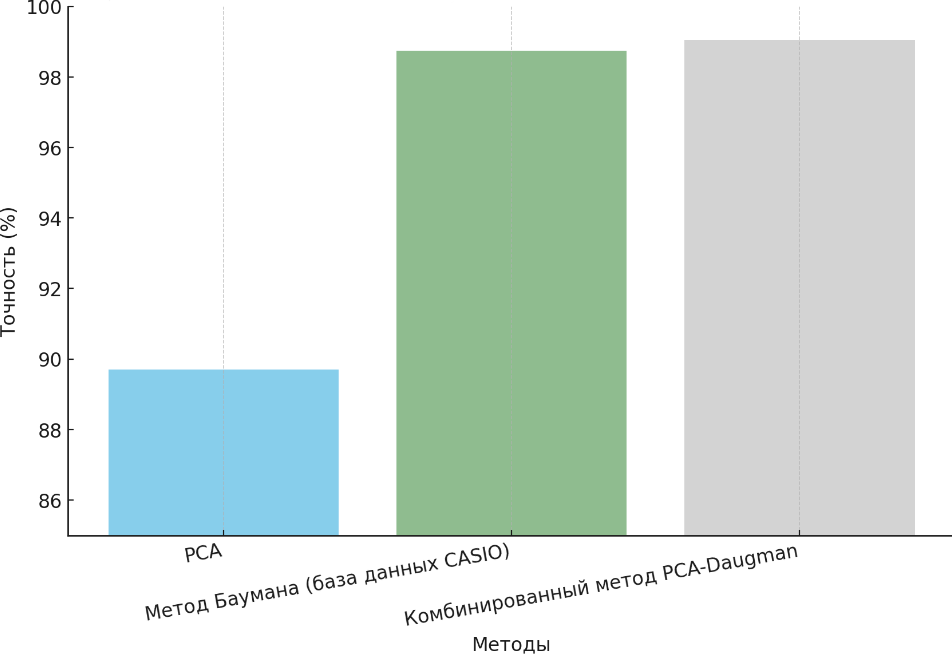 100
98
96
94
92
90
88
86
Точность (%)
PCA
Метод Баумана (база данных CASIO)
Комбинированный метод PCA-Daugman
Методы